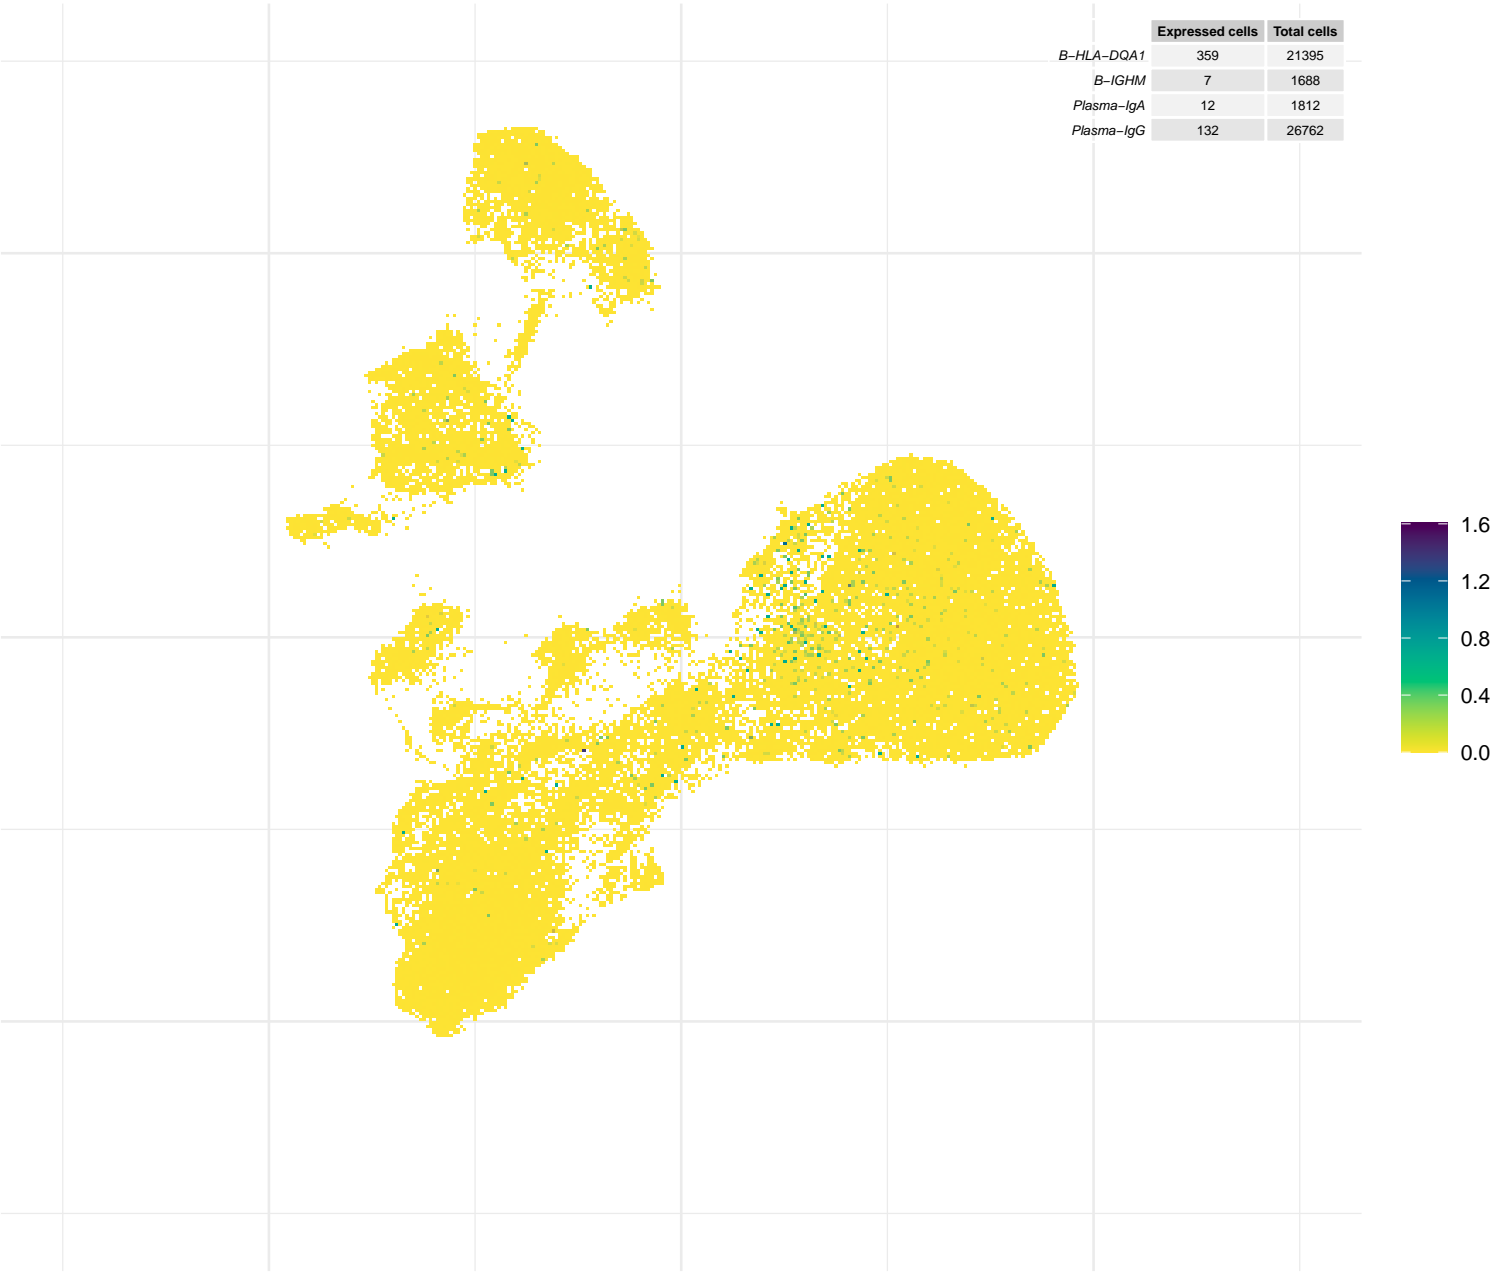 Expressed cells Total cells
B−HLA−DQA1 359 21395
B−IGHM 7 1688
Plasma−IgA 12 1812
Plasma−IgG 132 26762
1.6
1.2
0.8
0.4
0.0